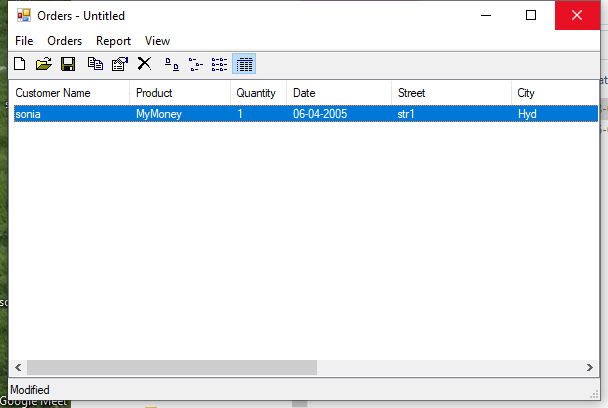 Orders - Untitled
File Orders Report View
Customer Name Product Quantity Date Street City
sonia MyMoney 1 06-04-2005 str1 Hyd
Modified
Google Meet